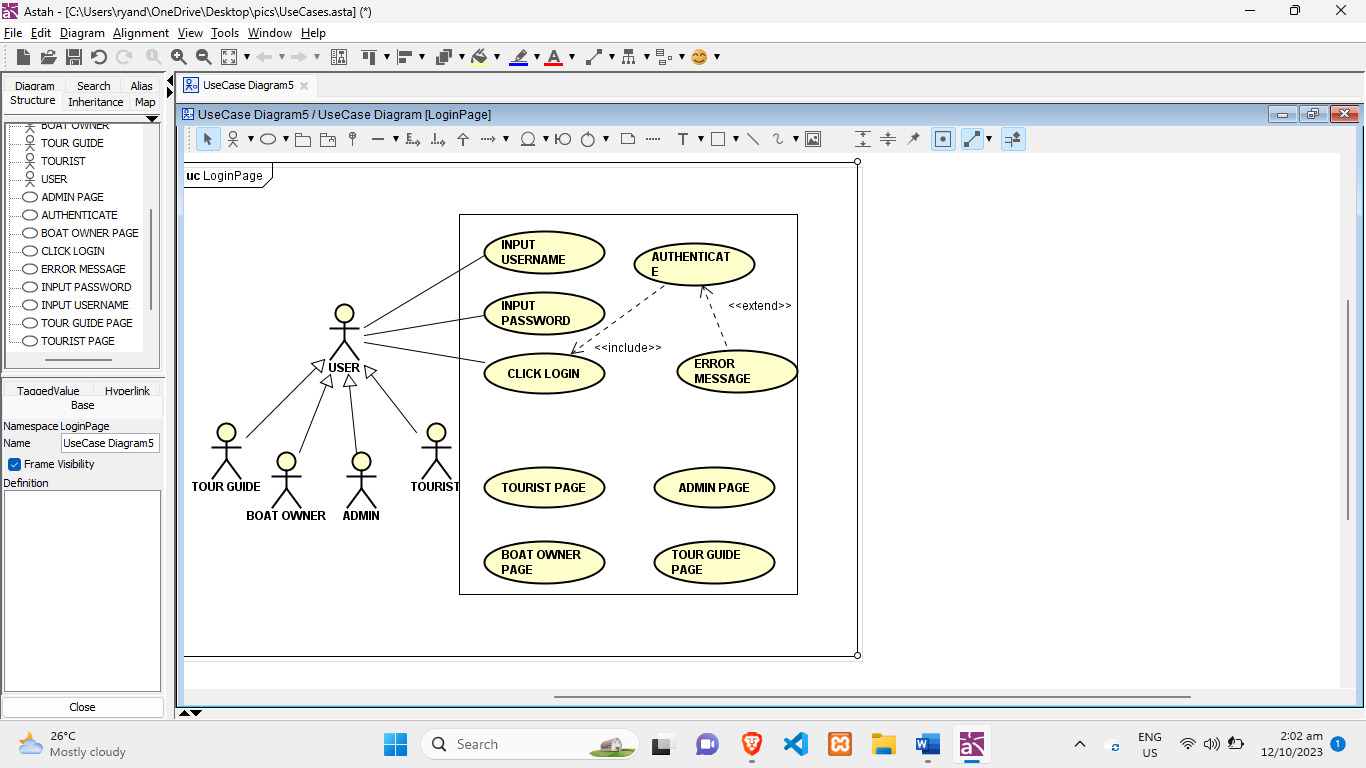 Astah - [C:\Users\ryand\OneDrive\Desktop\pics\UseCases.asta] (*)
File Edit Diagram Alignment View Tools Window Help
Diagram Search Alias
Structure Inheritance Map
BOAT OWNER
TOUR GUIDE
TOURIST
USER
ADMIN PAGE
AUTHENTICATE
BOAT OWNER PAGE
CLICK LOGIN
ERROR MESSAGE
INPUT PASSWORD
INPUT USERNAME
TOUR GUIDE PAGE
TOURIST PAGE
TaggedValue Hyperlink
Base
Namespace LoginPage
Name UseCase Diagram5
Frame Visibility
Definition
Close
UseCase Diagram5
UseCase Diagram5 / UseCase Diagram [LoginPage]
T
uc LoginPage
INPUT
USERNAME
AUTHENTICAT
E
INPUT
PASSWORD
<<extend>>
<<include>>
CLICK LOGIN
ERROR
MESSAGE
USER
TOUR GUIDE
BOAT OWNER
ADMIN
TOURIST
TOURIST PAGE
ADMIN PAGE
BOAT OWNER
PAGE
TOUR GUIDE
PAGE
26°C
Mostly cloudy
Search
ENG
US
2:02 am
12/10/2023
1